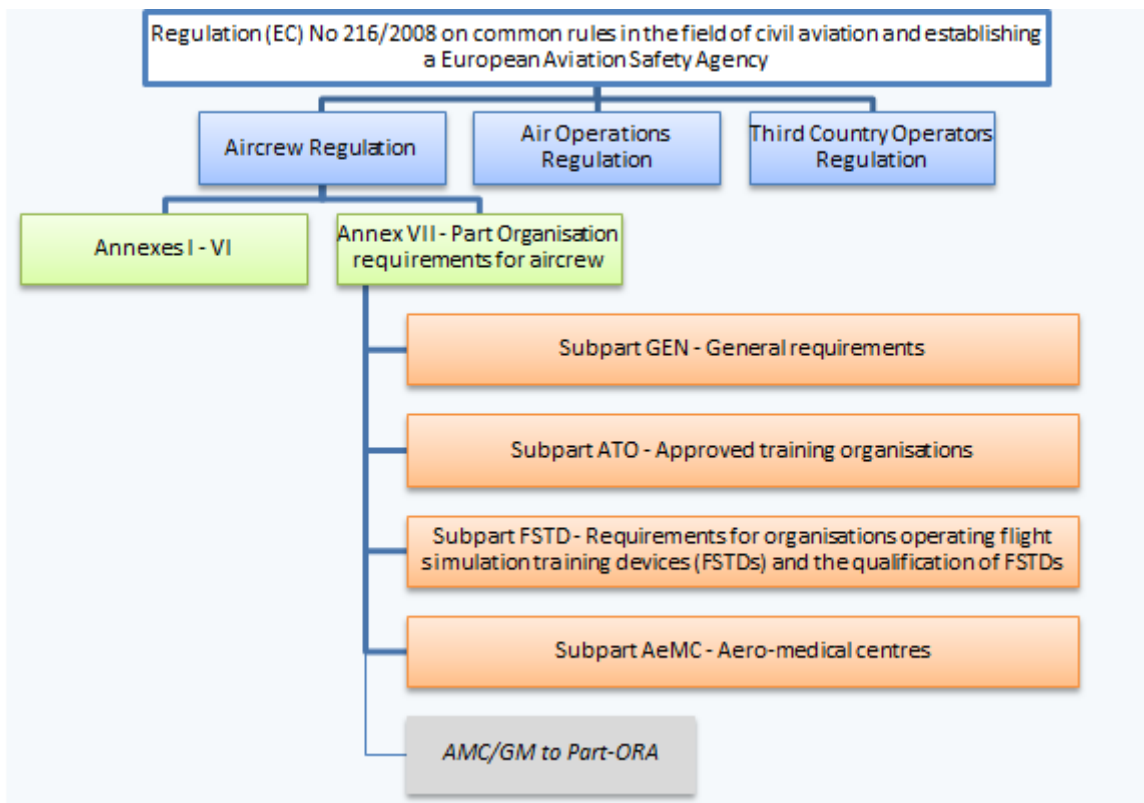 Regulation (EC) No 216/2008 on common rules in the field of civil aviation and establishing
a European Aviation Safety Agency
Aircrew Regulation
Air Operations
Regulation
Third Country Operators
Regulation
Annexes I - VI
Annex VII - Part Organisation
requirements for aircrew
Subpart GEN - General requirements
Subpart ATO - Approved training organisations
Subpart FSTD - Requirements for organisations operating flight
simulation training devices (FSTDs) and the qualification of FSTDs
Subpart AeMC - Aero-medical centres
AMC/GM to Part-ORA